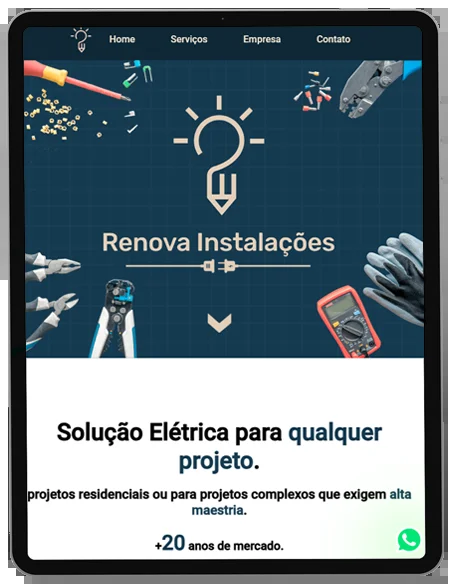 Home Serviços Empresa Contato
Renova Instalações
Solução Elétrica para qualquer
projeto.
projetos residenciais ou para projetos complexos que exigem alta
maestria.
+20 anos de mercado.